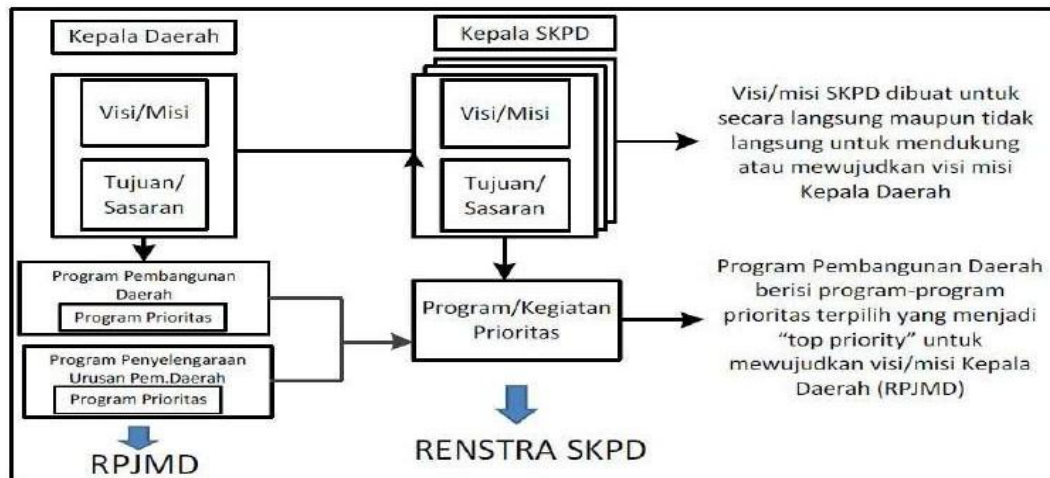 Kepala Daerah
Visi/Misi
Tujuan/
Sasaran
Program Pembangunan
Daerah
Program Prioritas
Program Penyelengaraan
Urusan Pem.Daerah
Program Prioritas
RPJMD
Kepala SKPD
Visi/Misi
Tujuan/
Sasaran
Program/Kegiatan
Prioritas
RENSTRA SKPD
Visi/misi SKPD dibuat untuk
secara langsung maupun tidak
langsung untuk mendukung
atau mewujudkan visi misi
Kepala Daerah
Program Pembangunan Daerah
berisi program-program
prioritas terpilih yang menjadi
“top priority” untuk
mewujudkan visi/misi Kepala
Daerah (RPJMD)